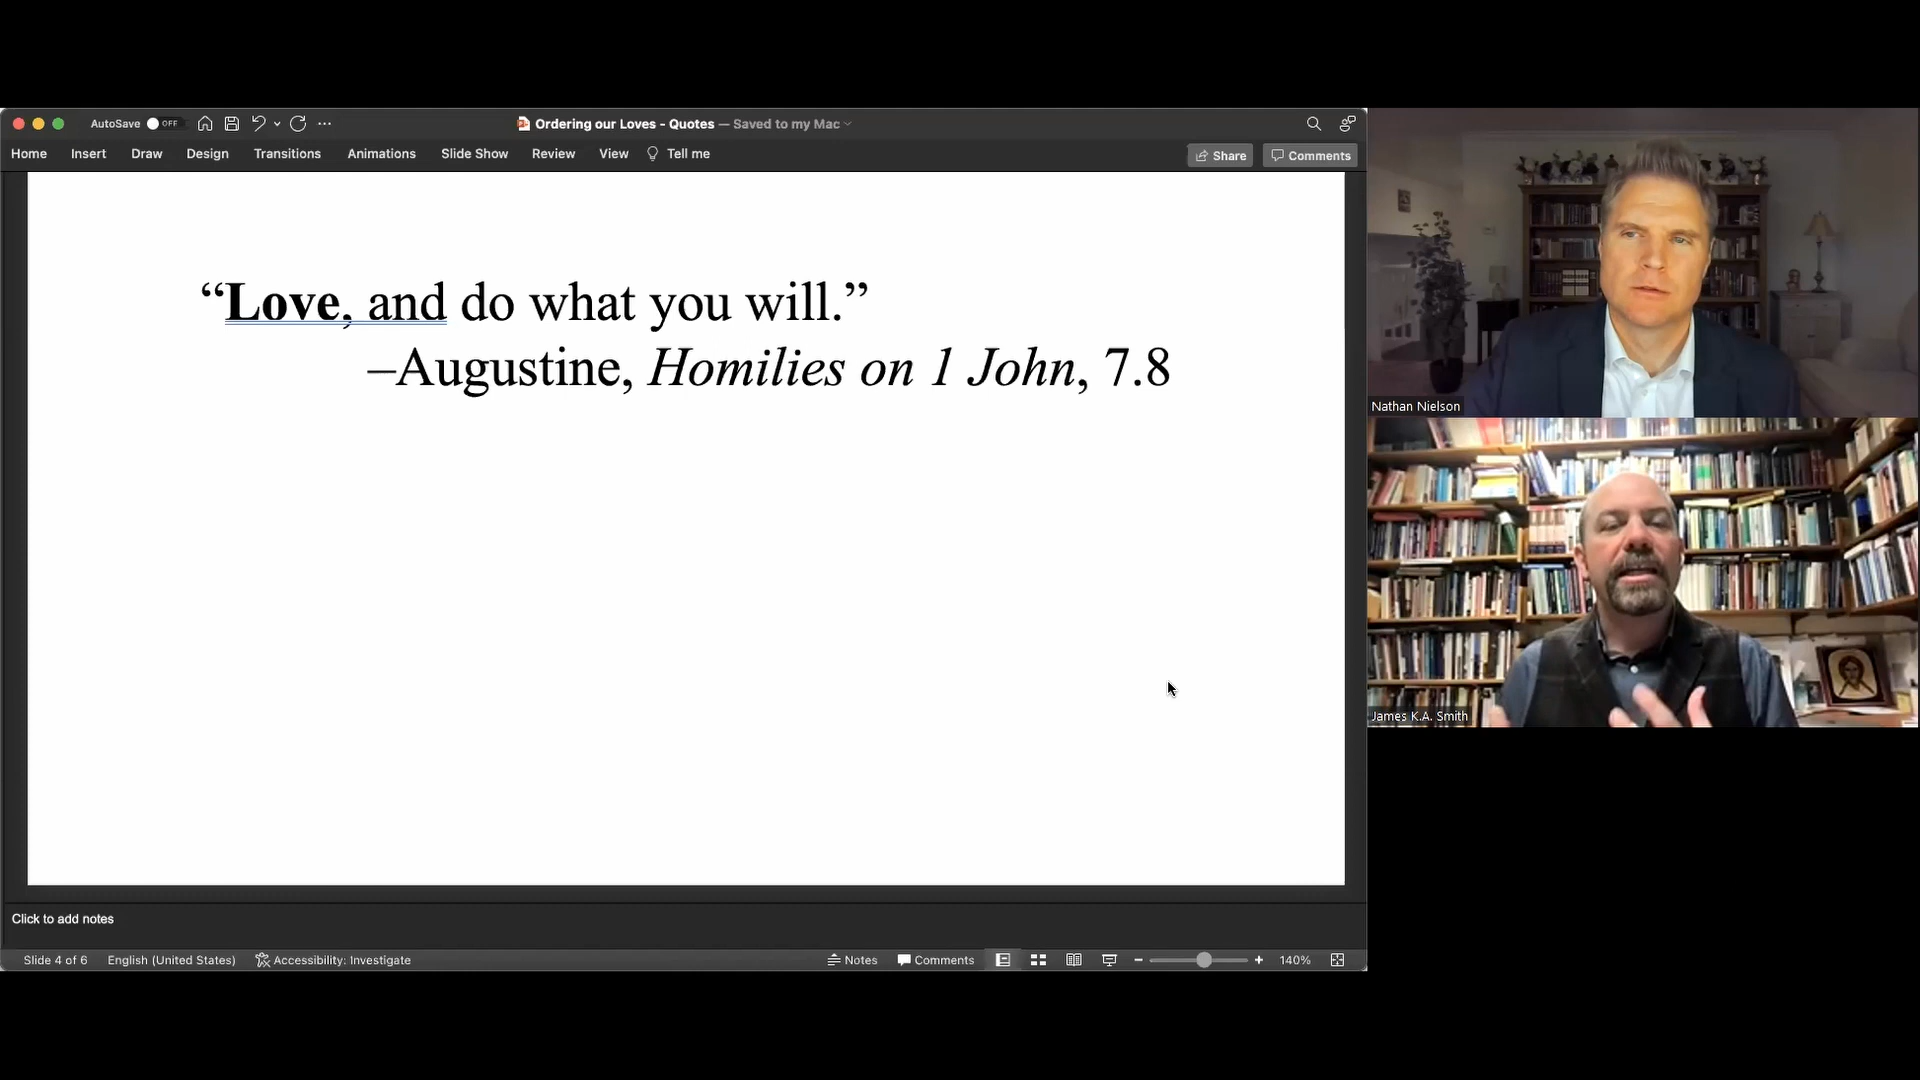 AutoSave OFF
Ordering our Loves - Quotes — Saved to my Mac
Home Insert Draw Design Transitions Animations Slide Show Review View Tell me
Share Comments
“Love, and do what you will.”
–Augustine, Homilies on 1 John, 7.8
Nathan Nielson
James K.A. Smith
Click to add notes
Slide 4 of 6 English (United States) Accessibility: Investigate Notes Comments 140%